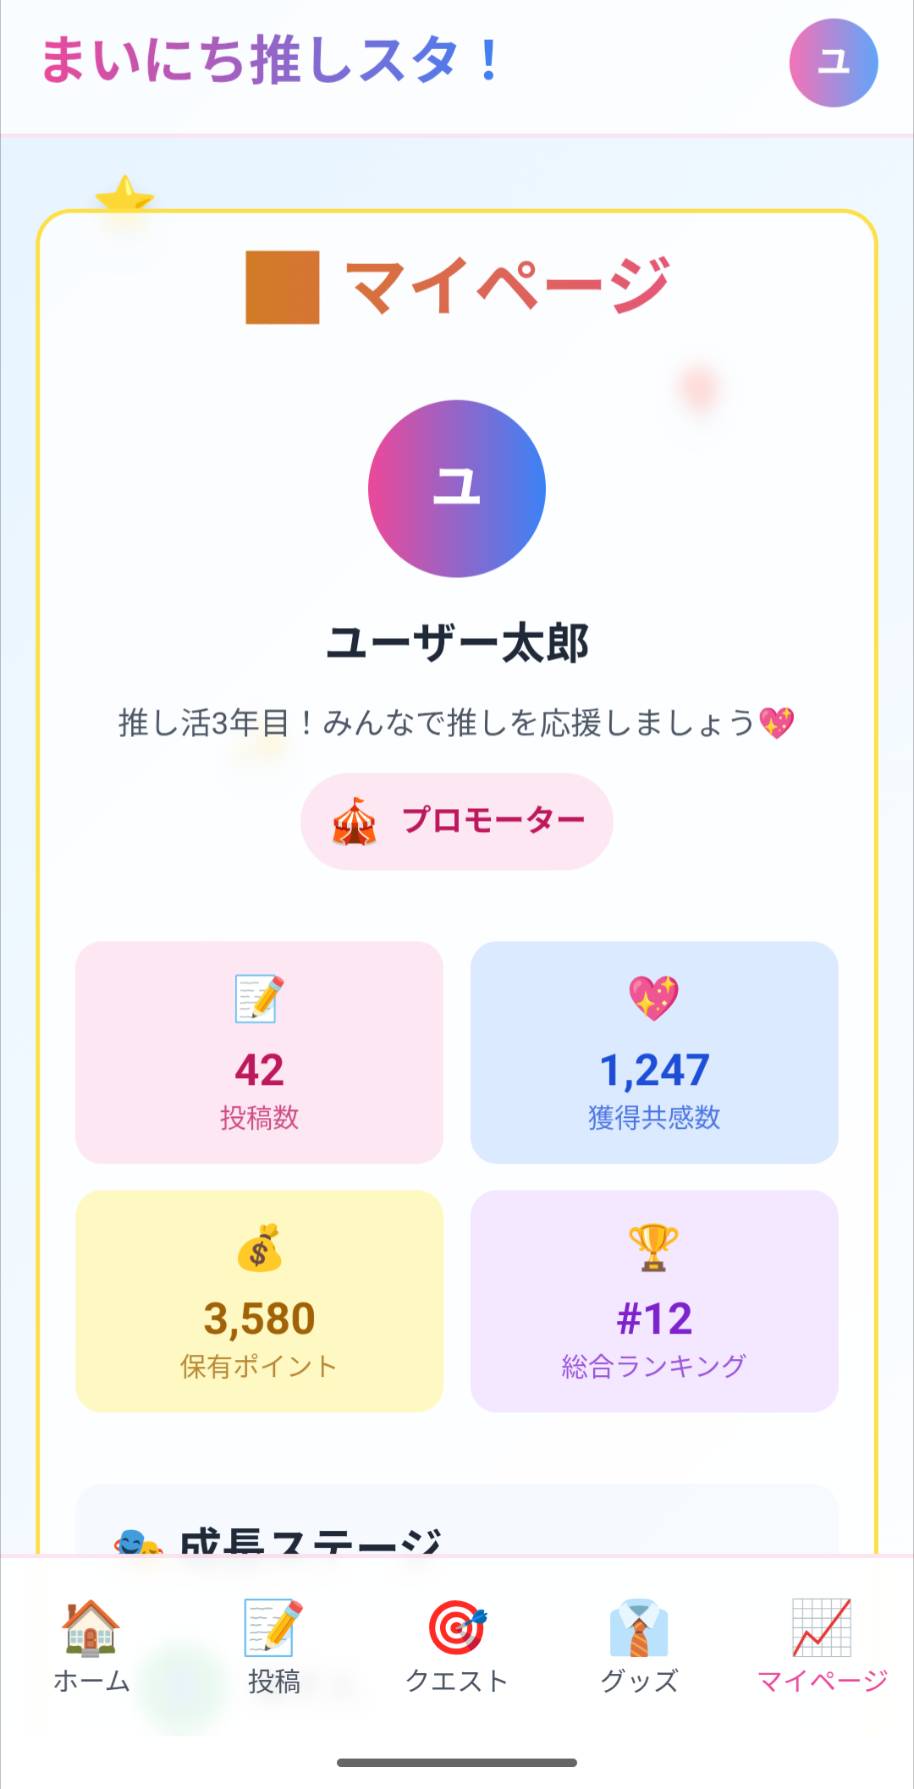 まいにち推しスタ！
ユ
マイページ
ユ
ユーザー太郎
推し活3年目！みんなで推しを応援しましょう💖
🎪 プロモーター
42
投稿数
1,247
獲得共感数
3,580
保有ポイント
#12
総合ランキング
成長ステージ
ホーム
投稿
クエスト
グッズ
マイページ